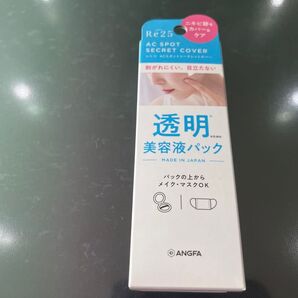 Re25
ニキビ跡を
カバー&
ケア
AC SPOT
SECRET COVER
剥がれにくい、目立たない
透明
美容液パック
MADE IN JAPAN
パックの上から
メイク・マスクOK
ANGFA